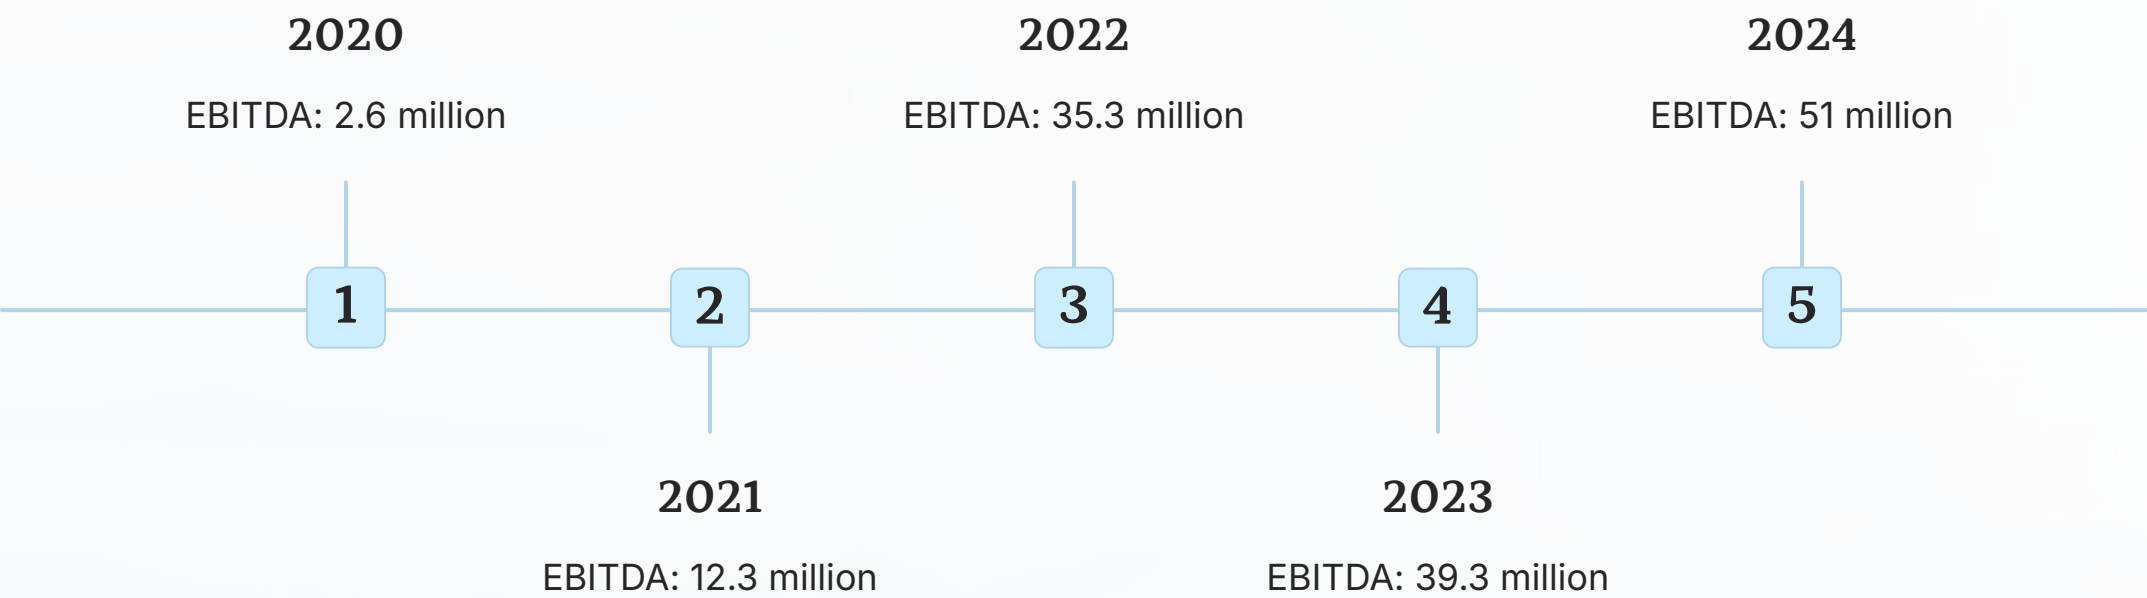 2020
EBITDA: 2.6 million
2022
EBITDA: 35.3 million
2024
EBITDA: 51 million
1
2
3
4
5
2021
EBITDA: 12.3 million
2023
EBITDA: 39.3 million